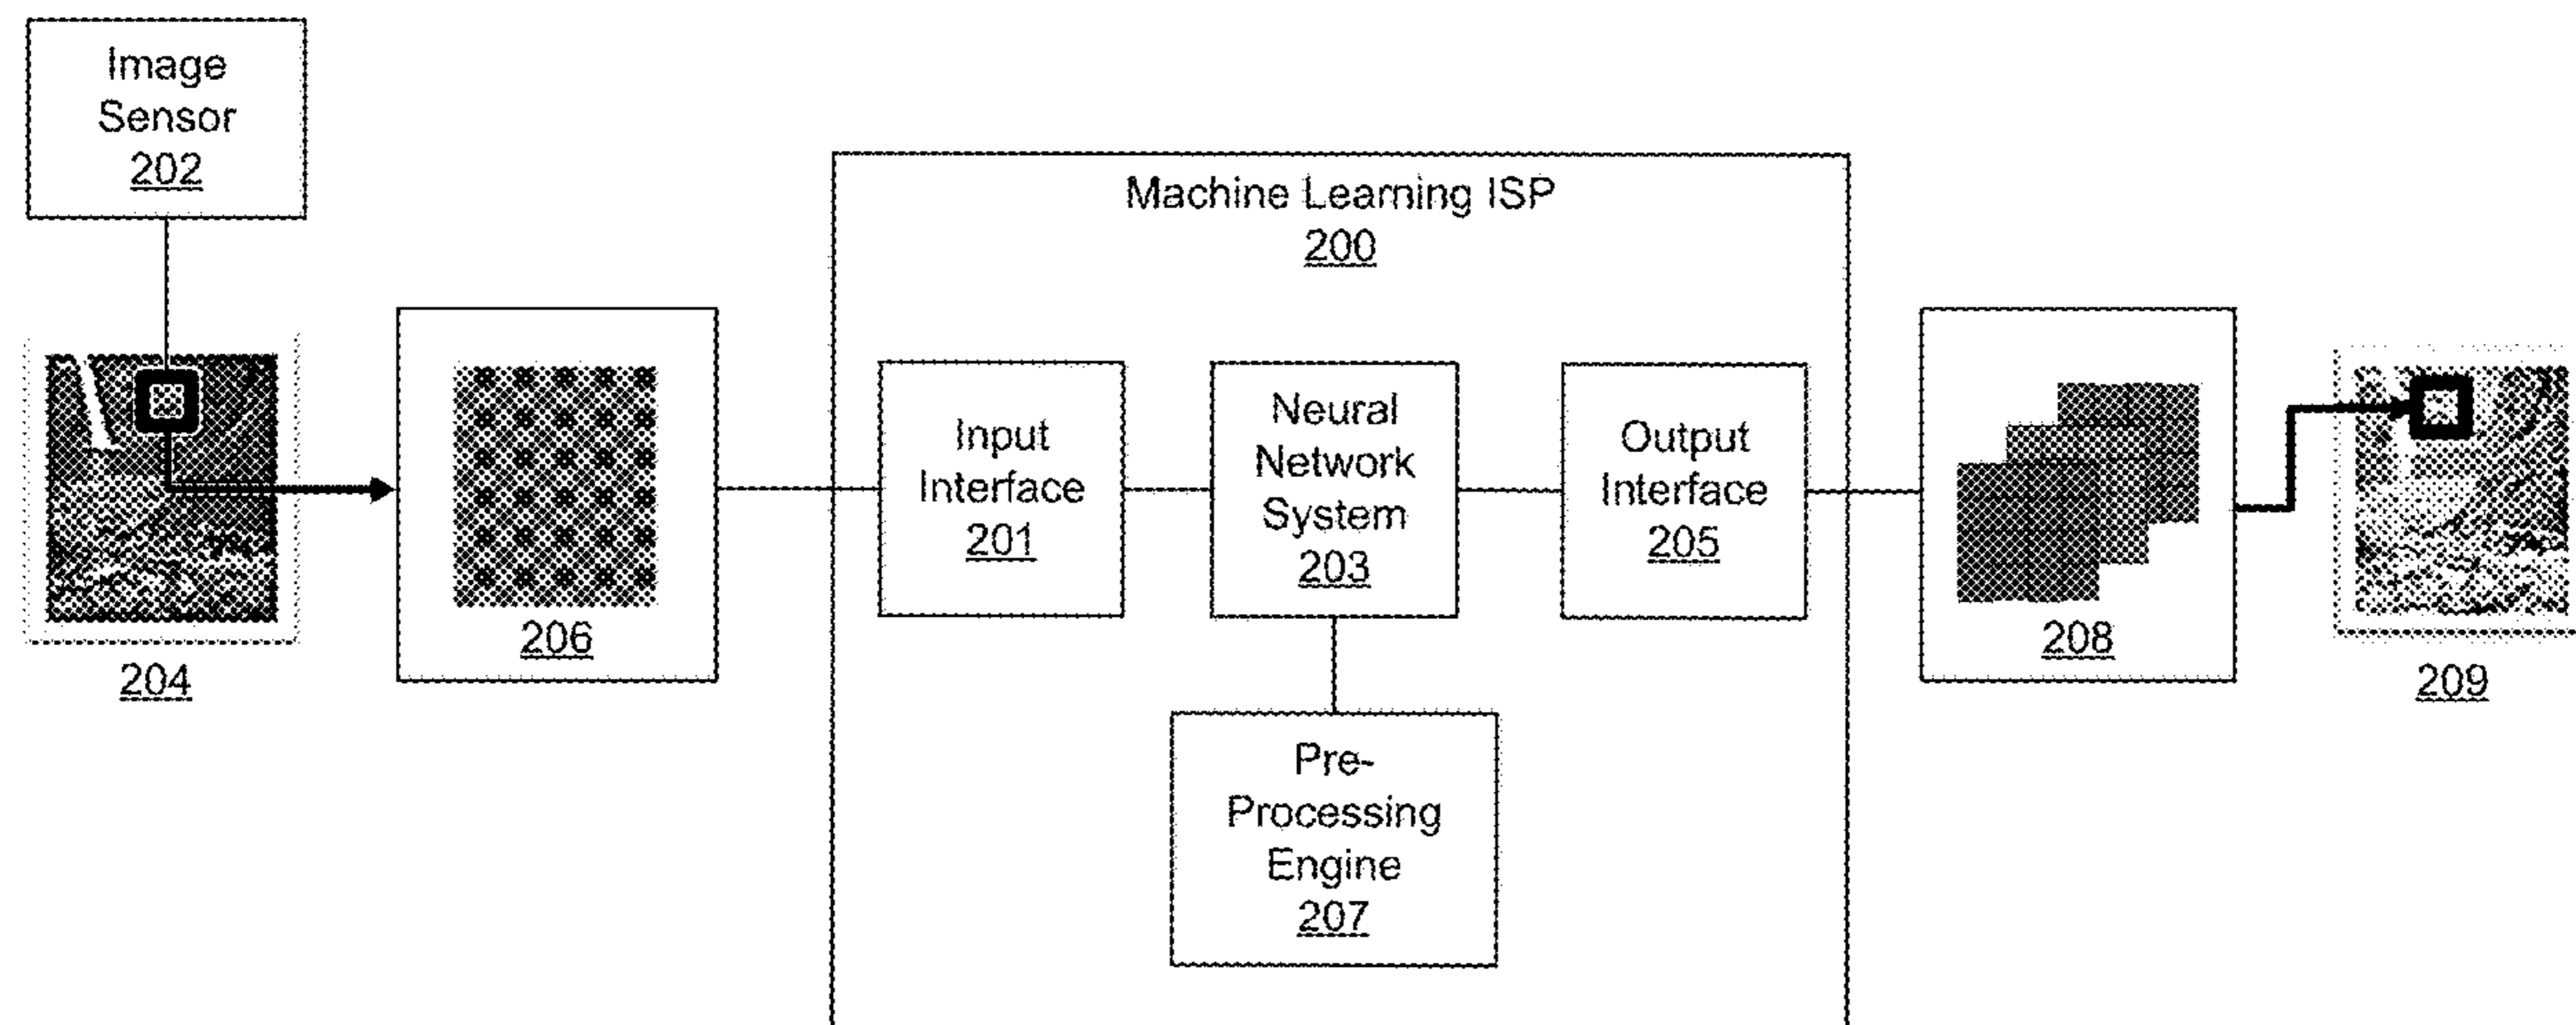 Image
Sensor
202
Machine Learning ISP
200
204
206
Input
Interface
201
Neural
Network
System
203
Output
Interface
205
Pre-
Processing
Engine
207
208
209